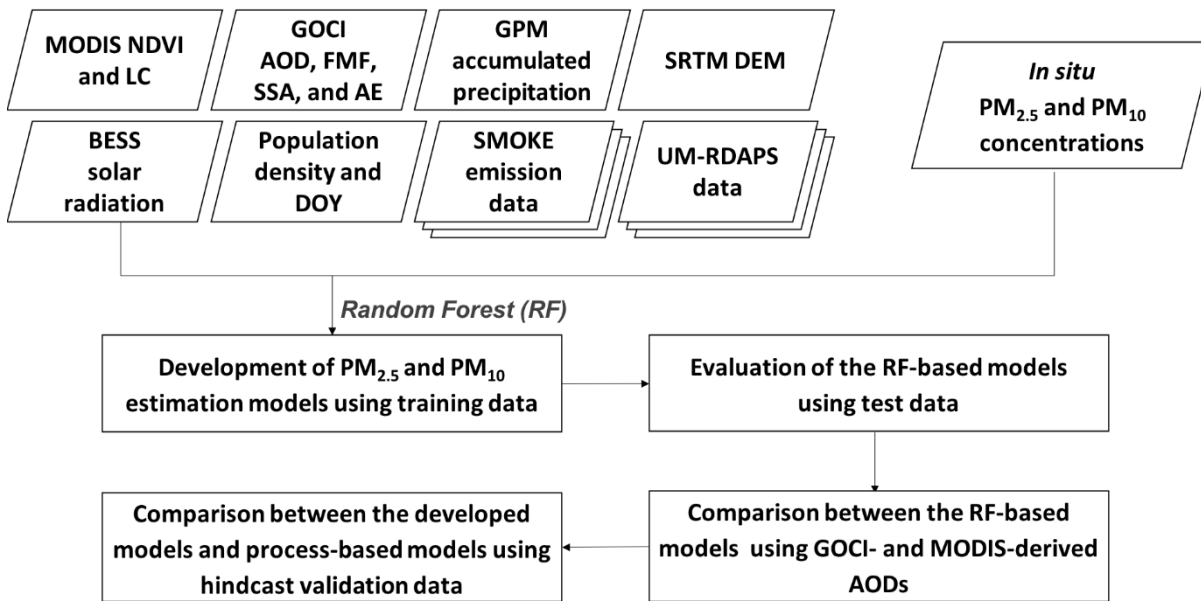 MODIS NDVI
and LC
GOCI
AOD, FMF,
SSA, and AE
GPM
accumulated
precipitation
SRTM DEM
In situ
PM2.5 and PM10
concentrations
BESS
solar
radiation
Population
density and
DOY
SMOKE
emission
data
UM-RDAPS
data
Random Forest (RF)
Development of PM2.5 and PM10
estimation models using training data
Evaluation of the RF-based models
using test data
Comparison between the developed
models and process-based models using
hindcast validation data
Comparison between the RF-based
models using GOCI- and MODIS-derived
AODs